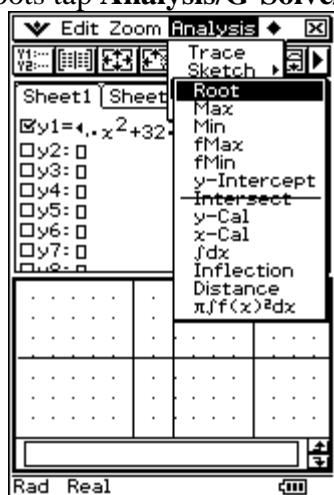 oots tap Analysis/G-Solve
Edit Zoom Analysis
Trace
Sketch
Sheet1 Sheet
Root
Max
Min
fMax
fMin
y-Intercept
Intersect
y-Cal
x-Cal
∫dx
Inflection
Distance
π∫f(x)²dx
y1=◂..x²+32
y2:
y3:
y4:
y5:
y6:
y7:
Rad Real